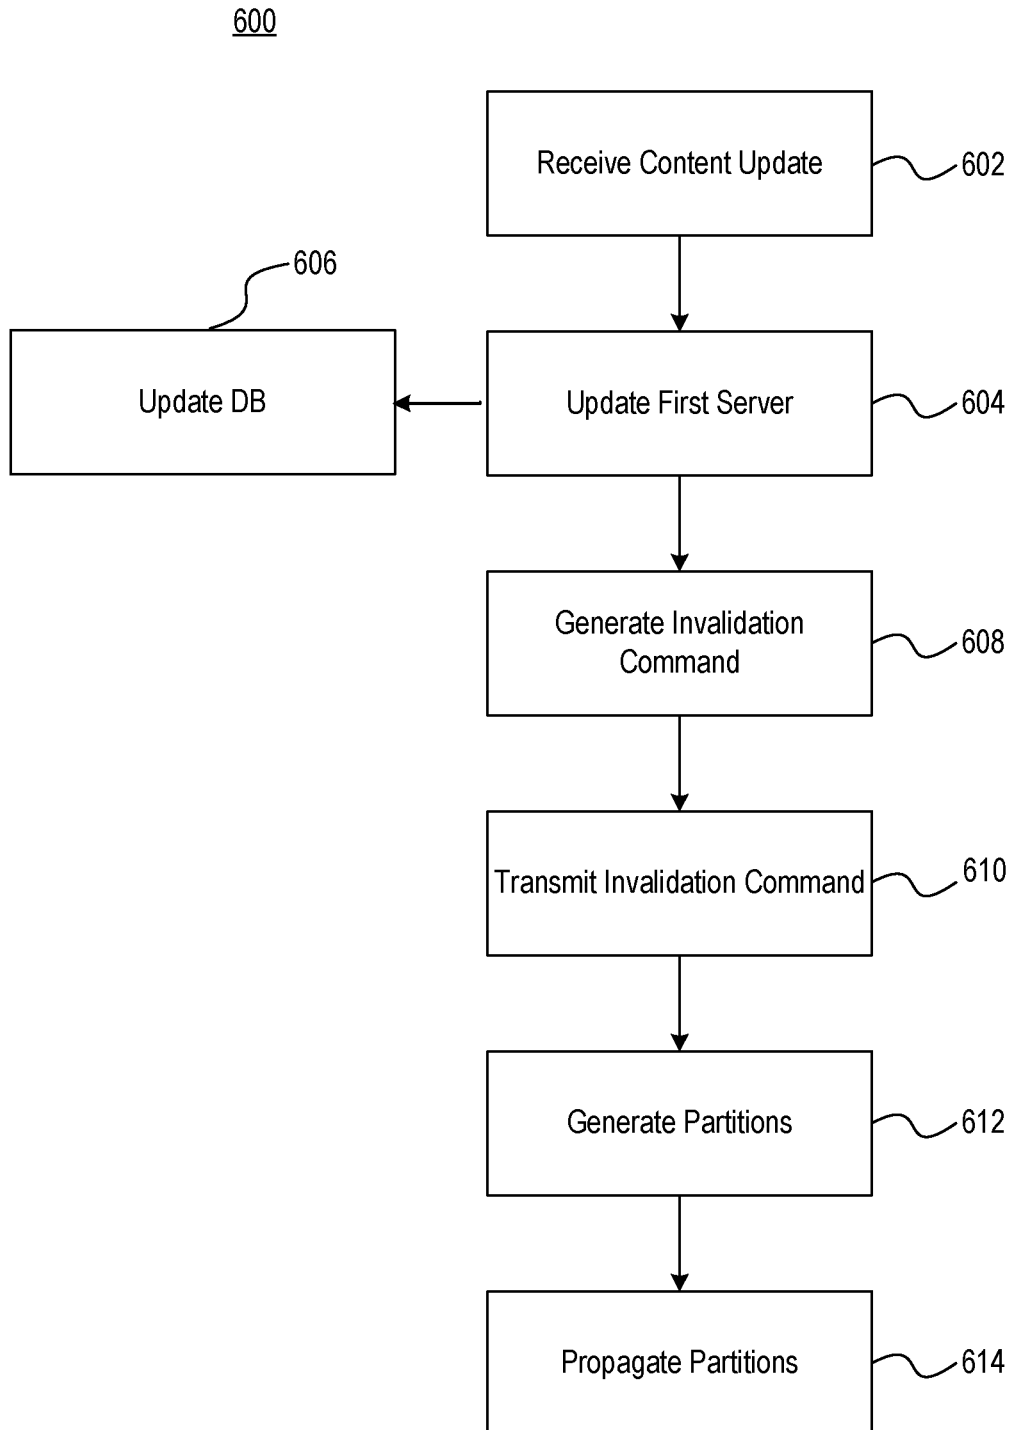 600
Receive Content Update
602
606
Update DB
Update First Server
604
Generate Invalidation
Command
608
Transmit Invalidation Command
610
Generate Partitions
612
Propagate Partitions
614